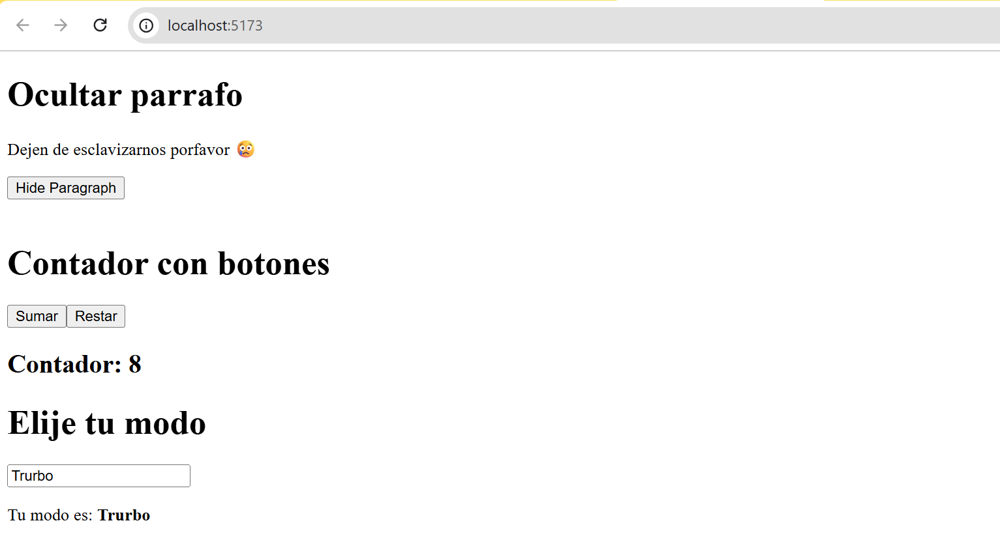 localhost:5173
Ocultar parrafo
Dejen de esclavizarnos porfavor 😢
Hide Paragraph
Contador con botones
Sumar Restar
Contador: 8
Elije tu modo
Trurbo
Tu modo es: Trurbo